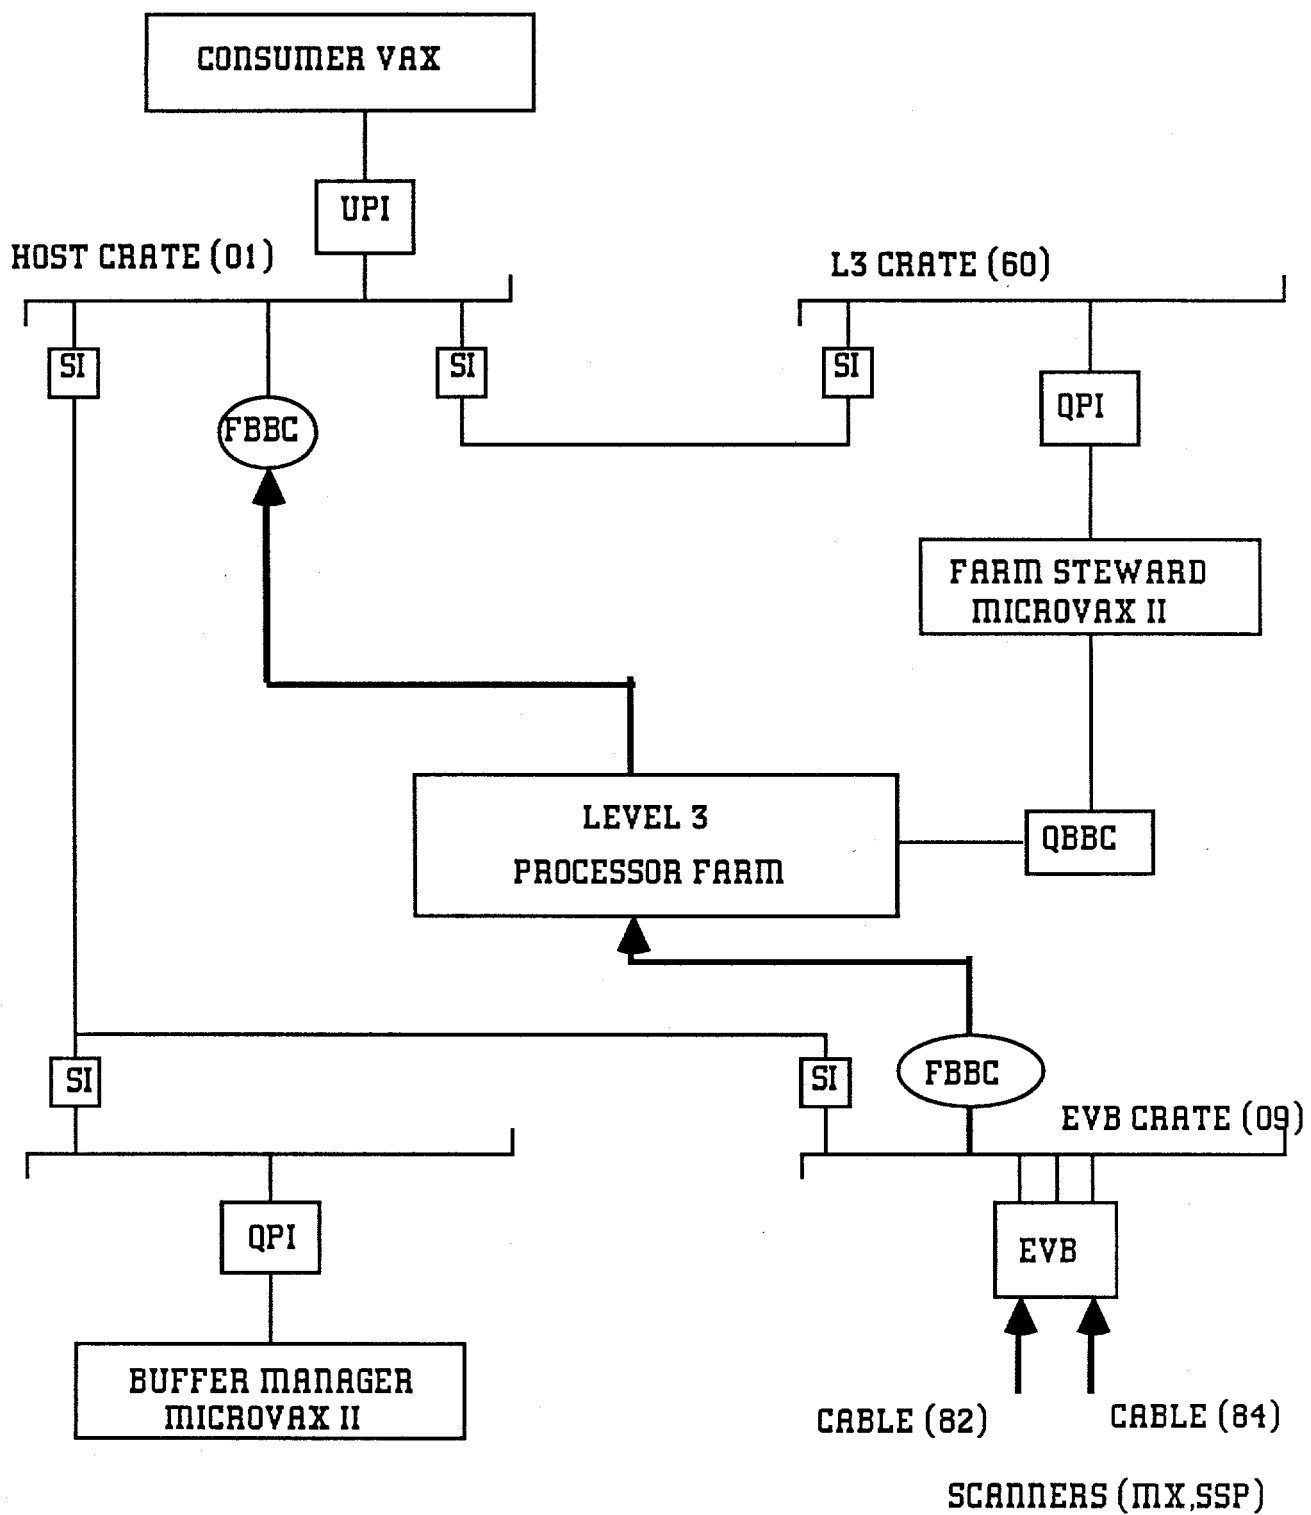 CONSUMER VAX
UPI
HOST CRATE (01)
L3 CRATE (60)
SI
SI
SI
FBBC
QPI
FARM STEWARD
MICROVAX II
LEVEL 3
PROCESSOR FARM
QBBC
SI
SI
FBBC
EVB CRATE (09)
QPI
EVB
BUFFER MANAGER
MICROVAX II
CABLE (82)
CABLE (84)
SCANNERS (MX,SSP)